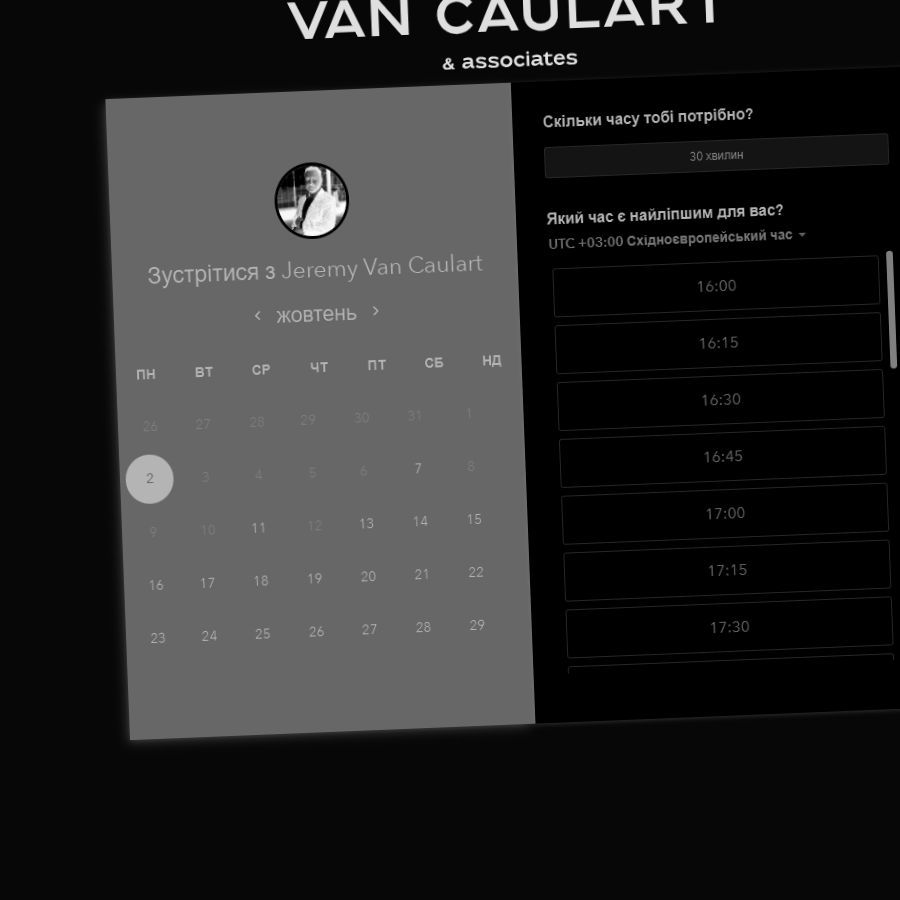 VAN CAULART
& associates
Зустрітися з Jeremy Van Caulart
‹ жовтень ›
ПН ВТ СР ЧТ ПТ СБ НД
26 27 28 29 30 31 1
2 3 4 5 6 7 8
9 10 11 12 13 14 15
16 17 18 19 20 21 22
23 24 25 26 27 28 29
Скільки часу тобі потрібно?
30 хвилин
Який час є найліпшим для вас?
UTC +03:00 Східноєвропейський час
16:00
16:15
16:30
16:45
17:00
17:15
17:30